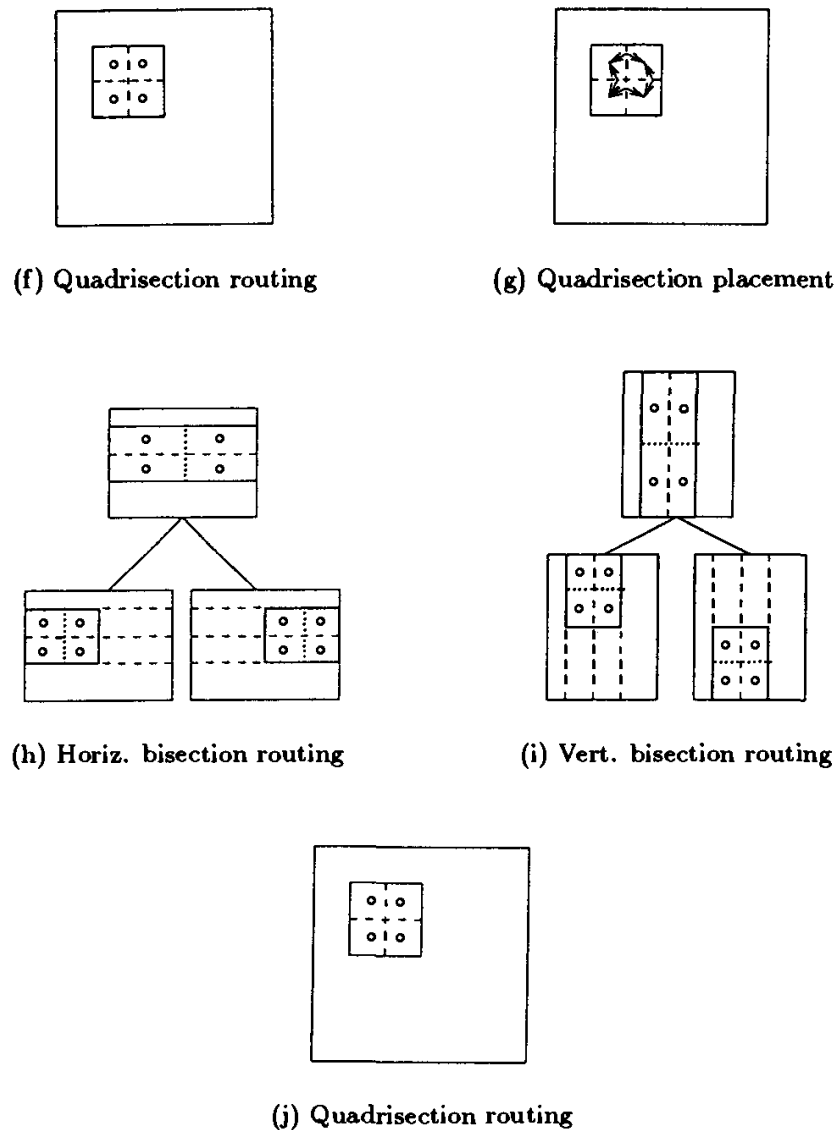 (f) Quadrisection routing
(g) Quadrisection placement
(h) Horiz. bisection routing
(i) Vert. bisection routing
(j) Quadrisection routing